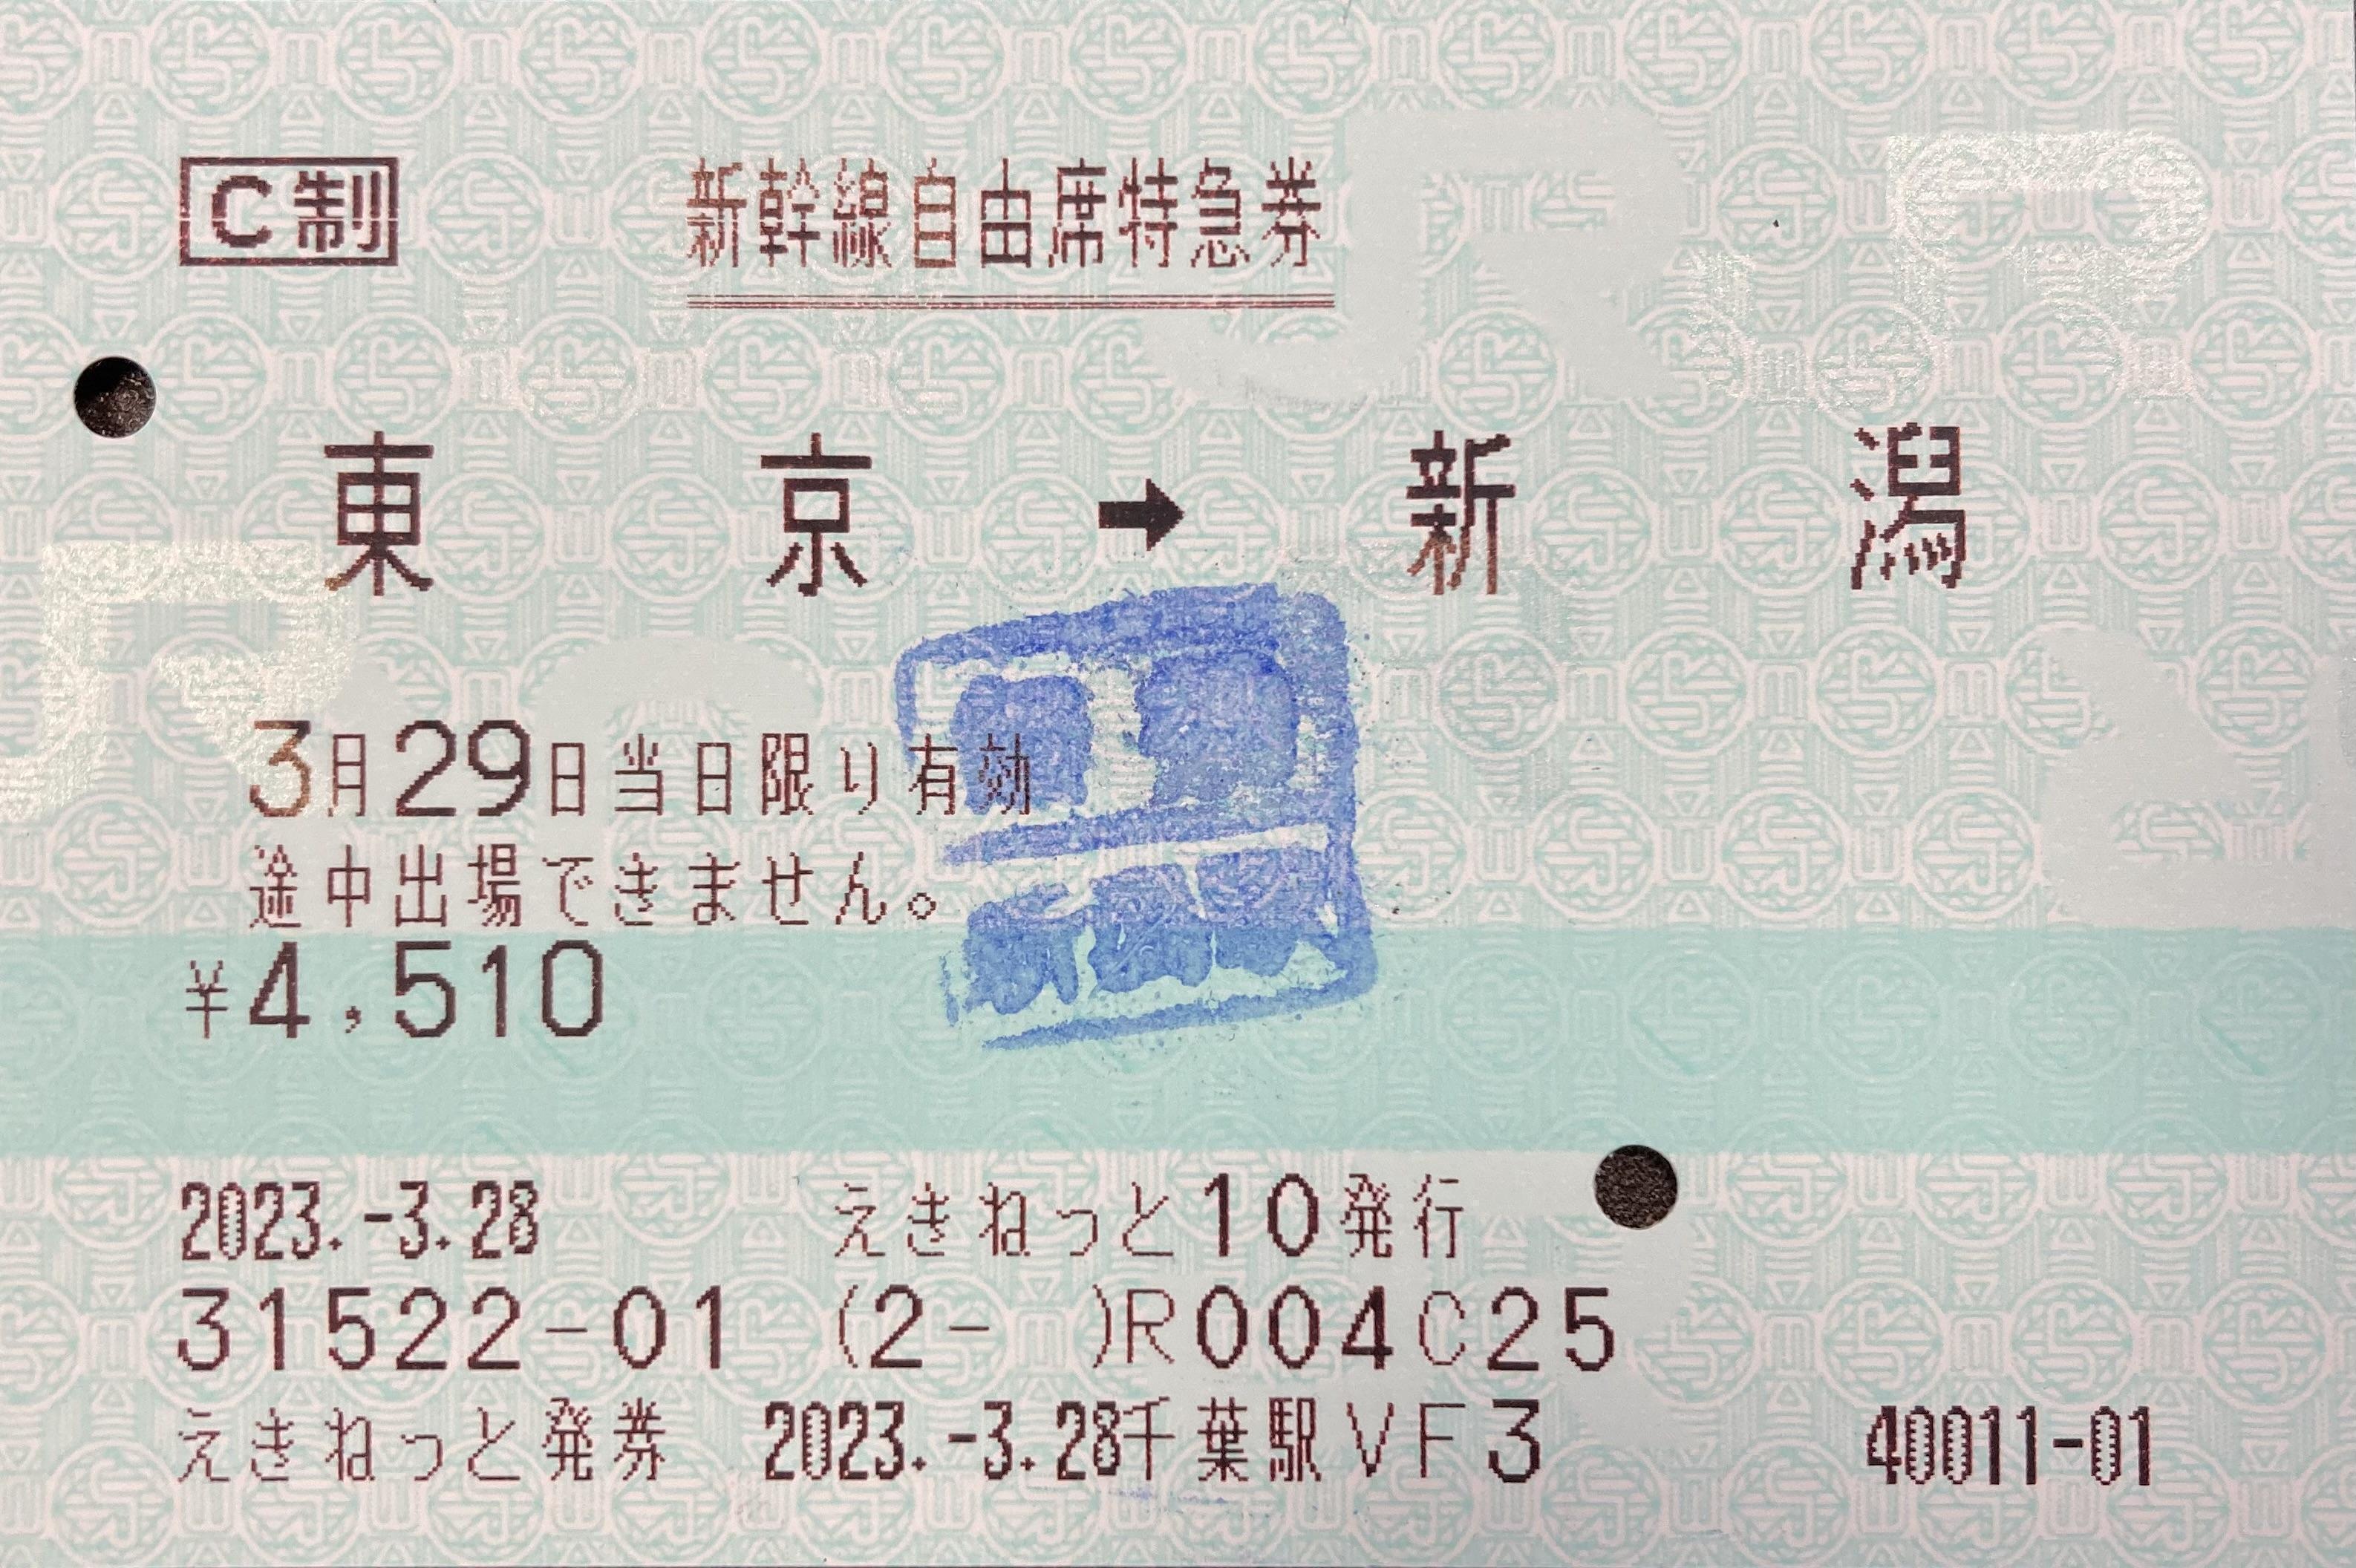 C制 新幹線自由席特急券
東京➡新潟
3月29日当日限り有効
途中出場できません。
¥4,510
2023.-3.28 えきねっと10発行
31522-01 (2- )R004C25
えきねっと発券 2023.-3.28千葉駅VF3 40011-01